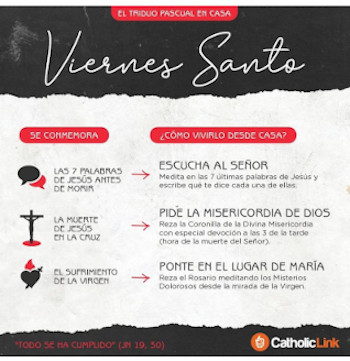 EL TRIDUO PASCUAL EN CASA
Viernes Santo
SE CONMEMORA
¿CÓMO VIVIRLO DESDE CASA?
LAS 7 PALABRAS
DE JESÚS ANTES
DE MORIR
ESCUCHA AL SEÑOR
Medita en las 7 últimas palabras de Jesús y
escribe qué te dice cada una de ellas.
LA MUERTE
DE JESÚS
EN LA CRUZ
PIDE LA MISERICORDIA DE DIOS
Reza la Coronilla de la Divina Misericordia
con especial devoción a las 3 de la tarde
(hora de la muerte del Señor).
EL SUFRIMIENTO
DE LA VIRGEN
PONTE EN EL LUGAR DE MARÍA
Reza el Rosario meditando los Misterios
Dolorosos desde la mirada de la Virgen.
"TODO SE HA CUMPLIDO" (JN 19, 30)
CatholicLink